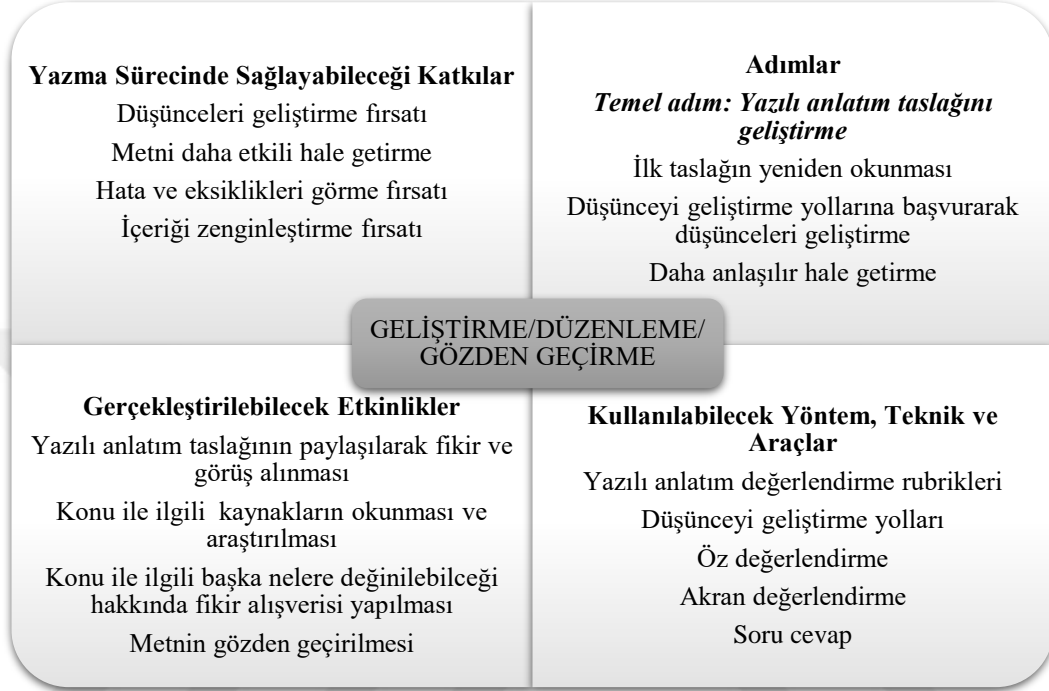 Yazma Sürecinde Sağlayabileceği Katkılar
Düşünceleri geliştirme fırsatı
Metni daha etkili hale getirme
Hata ve eksiklikleri görme fırsatı
İçeriği zenginleştirme fırsatı
Adımlar
Temel adım: Yazılı anlatım taslağını
geliştirme
İlk taslağın yeniden okunması
Düşünceyi geliştirme yollarına başvurarak
düşünceleri geliştirme
Daha anlaşılır hale getirme
GELİŞTİRME/DÜZENLEME/
GÖZDEN GEÇİRME
Gerçekleştirilebilecek Etkinlikler
Yazılı anlatım taslağının paylaşılarak fikir ve
görüş alınması
Konu ile ilgili kaynakların okunması ve
araştırılması
Konu ile ilgili başka nelere değinilebilceği
hakkında fikir alışverisi yapılması
Metnin gözden geçirilmesi
Kullanılabilecek Yöntem, Teknik ve
Araçlar
Yazılı anlatım değerlendirme rubrikleri
Düşünceyi geliştirme yolları
Öz değerlendirme
Akran değerlendirme
Soru cevap